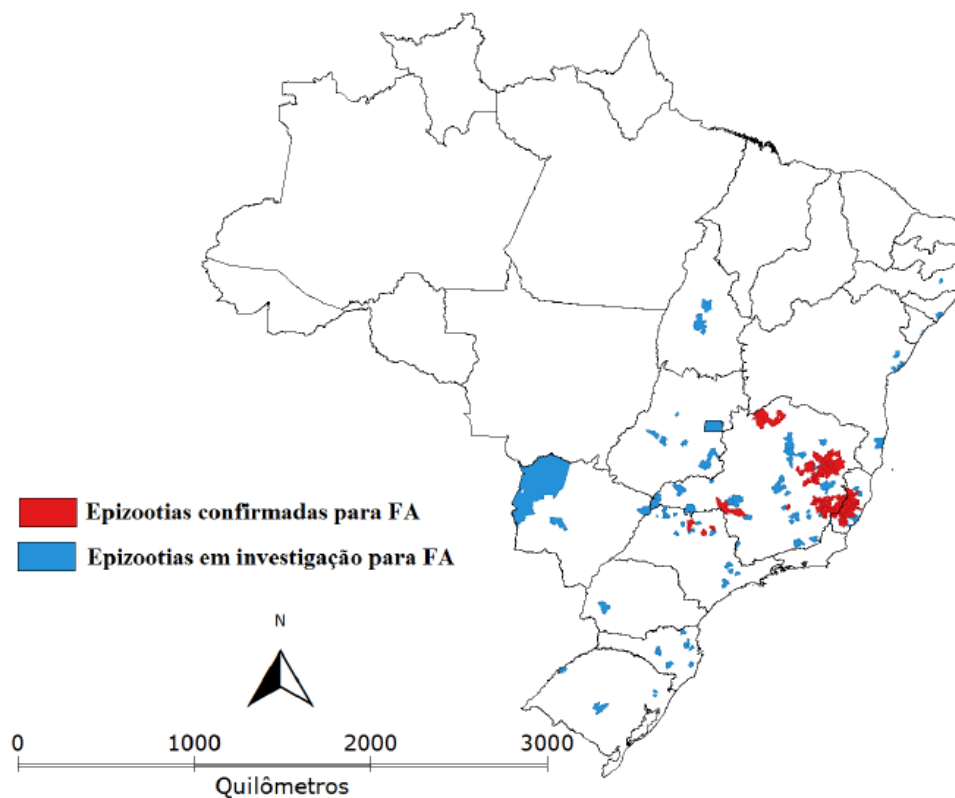 Epizootias confirmadas para FA
Epizootias em investigação para FA
N
0 1000 2000 3000
Quilômetros